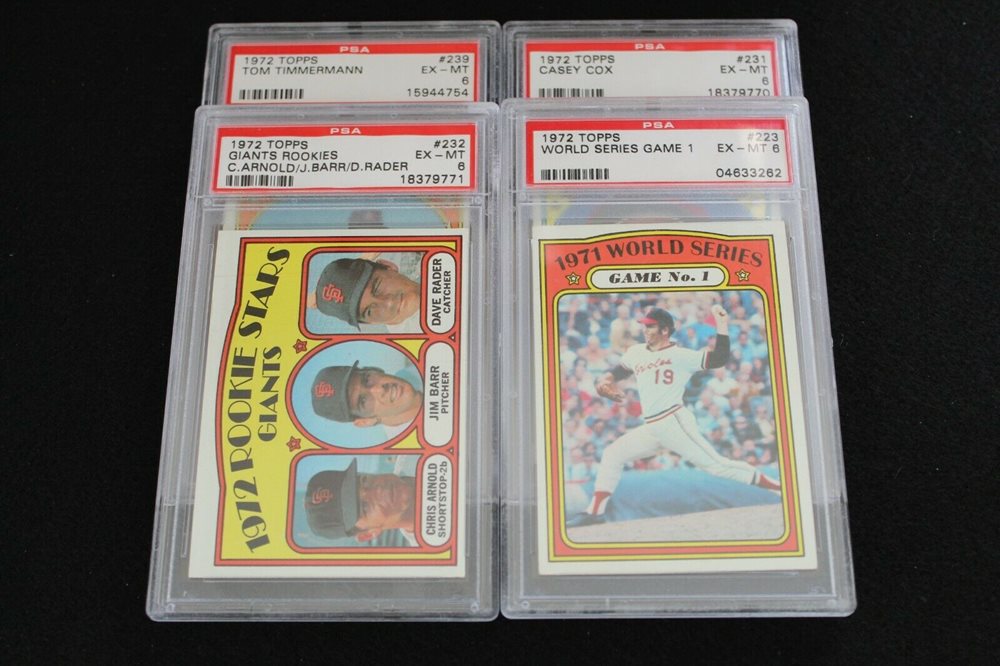 PSA
1972 TOPPS #239
TOM TIMMERMANN EX-MT
6
15944754
PSA
1972 TOPPS #231
CASEY COX EX-MT
6
18379770
PSA
1972 TOPPS #232
GIANTS ROOKIES EX-MT
C.ARNOLD/J.BARR/D.RADER 6
18379771
PSA
1972 TOPPS #223
WORLD SERIES GAME 1 EX-MT 6
04633262
1972 ROOKIE STARS
GIANTS
DAVE RADER
CATCHER
JIM BARR
PITCHER
CHRIS ARNOLD
SHORTSTOP-2b
SF
SF
SF
1971 WORLD SERIES
GAME No. 1
Orioles
19